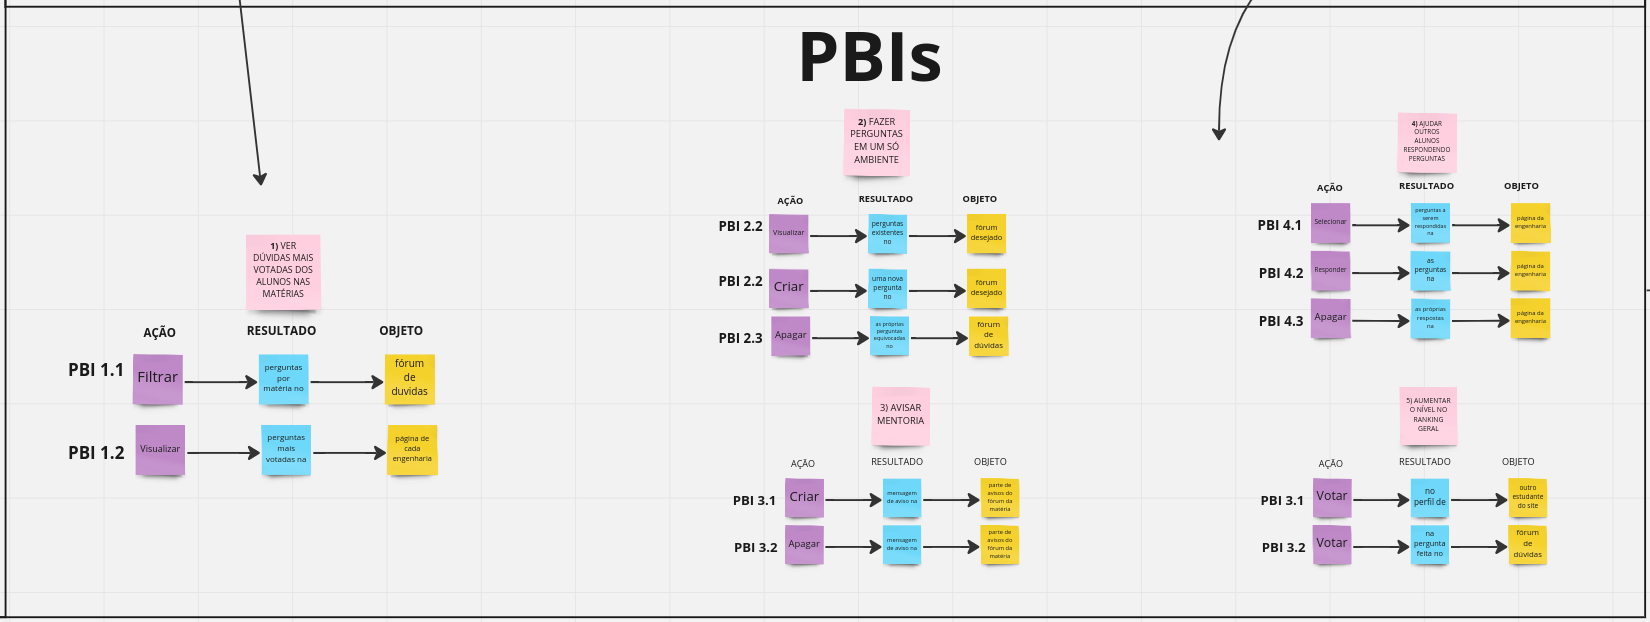 PBIs
1) VER
DÚVIDAS MAIS
VOTADAS DOS
ALUNOS NAS
MATÉRIAS
AÇÃO RESULTADO OBJETO
PBI 1.1
Filtrar
perguntas
por
matéria no
fórum
de
duvidas
PBI 1.2
Visualizar
perguntas
mais
votadas na
página de
cada
engenharia
2) FAZER
PERGUNTAS
EM UM SÓ
AMBIENTE
AÇÃO RESULTADO OBJETO
PBI 2.2
Visualizar
perguntas
existentes
no
fórum
desejado
PBI 2.2
Criar
uma nova
pergunta
no
fórum
desejado
PBI 2.3
Apagar
as próprias
perguntas
equivocadas
no
fórum
de
dúvidas
3) AVISAR
MENTORIA
AÇÃO RESULTADO OBJETO
PBI 3.1
Criar
mensagem
de aviso na
parte de
avisos do
fórum da
matéria
PBI 3.2
Apagar
mensagem
de aviso na
parte de
avisos do
fórum da
matéria
4) AJUDAR
OUTROS
ALUNOS
RESPONDENDO
PERGUNTAS
AÇÃO RESULTADO OBJETO
PBI 4.1
Selecionar
perguntas a
serem
respondidas
na
página da
engenharia
PBI 4.2
Responder
as
perguntas
na
página da
engenharia
PBI 4.3
Apagar
as próprias
respostas
na
página da
engenharia
5) AUMENTAR
O NÍVEL NO
RANKING
GERAL
AÇÃO RESULTADO OBJETO
PBI 3.1
Votar
no
perfil de
outro
estudante
do site
PBI 3.2
Votar
na
pergunta
feita no
fórum
de
dúvidas